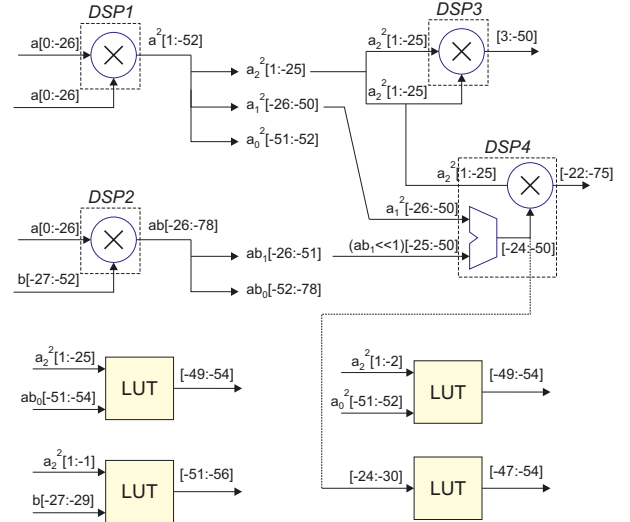 DSP1
a[0:-26]
a[0:-26]
a²[1:-52]
a₂²[1:-25]
a₁²[-26:-50]
a₀²[-51:-52]
DSP3
a₂²[1:-25]
a₂²[1:-25]
[3:-50]
DSP4
a₂²[1:-25]
[-22:-75]
a₁²[-26:-50]
(ab₁<<1)[-25:-50]
[-24:-50]
DSP2
a[0:-26]
b[-27:-52]
ab[-26:-78]
ab₁[-26:-51]
ab₀[-52:-78]
a₂²[1:-25]
ab₀[-51:-54]
LUT
[-49:-54]
a₂²[1:-2]
a₀²[-51:-52]
LUT
[-49:-54]
a₂²[1:-1]
b[-27:-29]
LUT
[-51:-56]
[-24:-30]
LUT
[-47:-54]